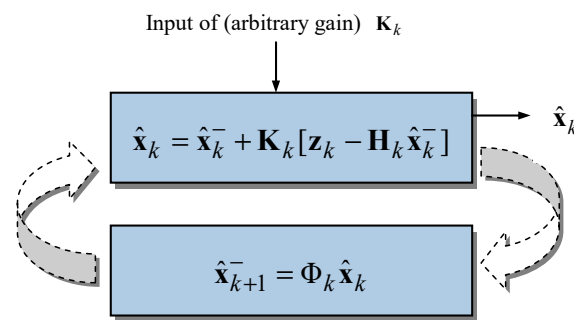 Input of (arbitrary gain) K_k
x̂_k = x̂_k^- + K_k[z_k − H_k x̂_k^-]
x̂_k
x̂_{k+1}^- = Φ_k x̂_k